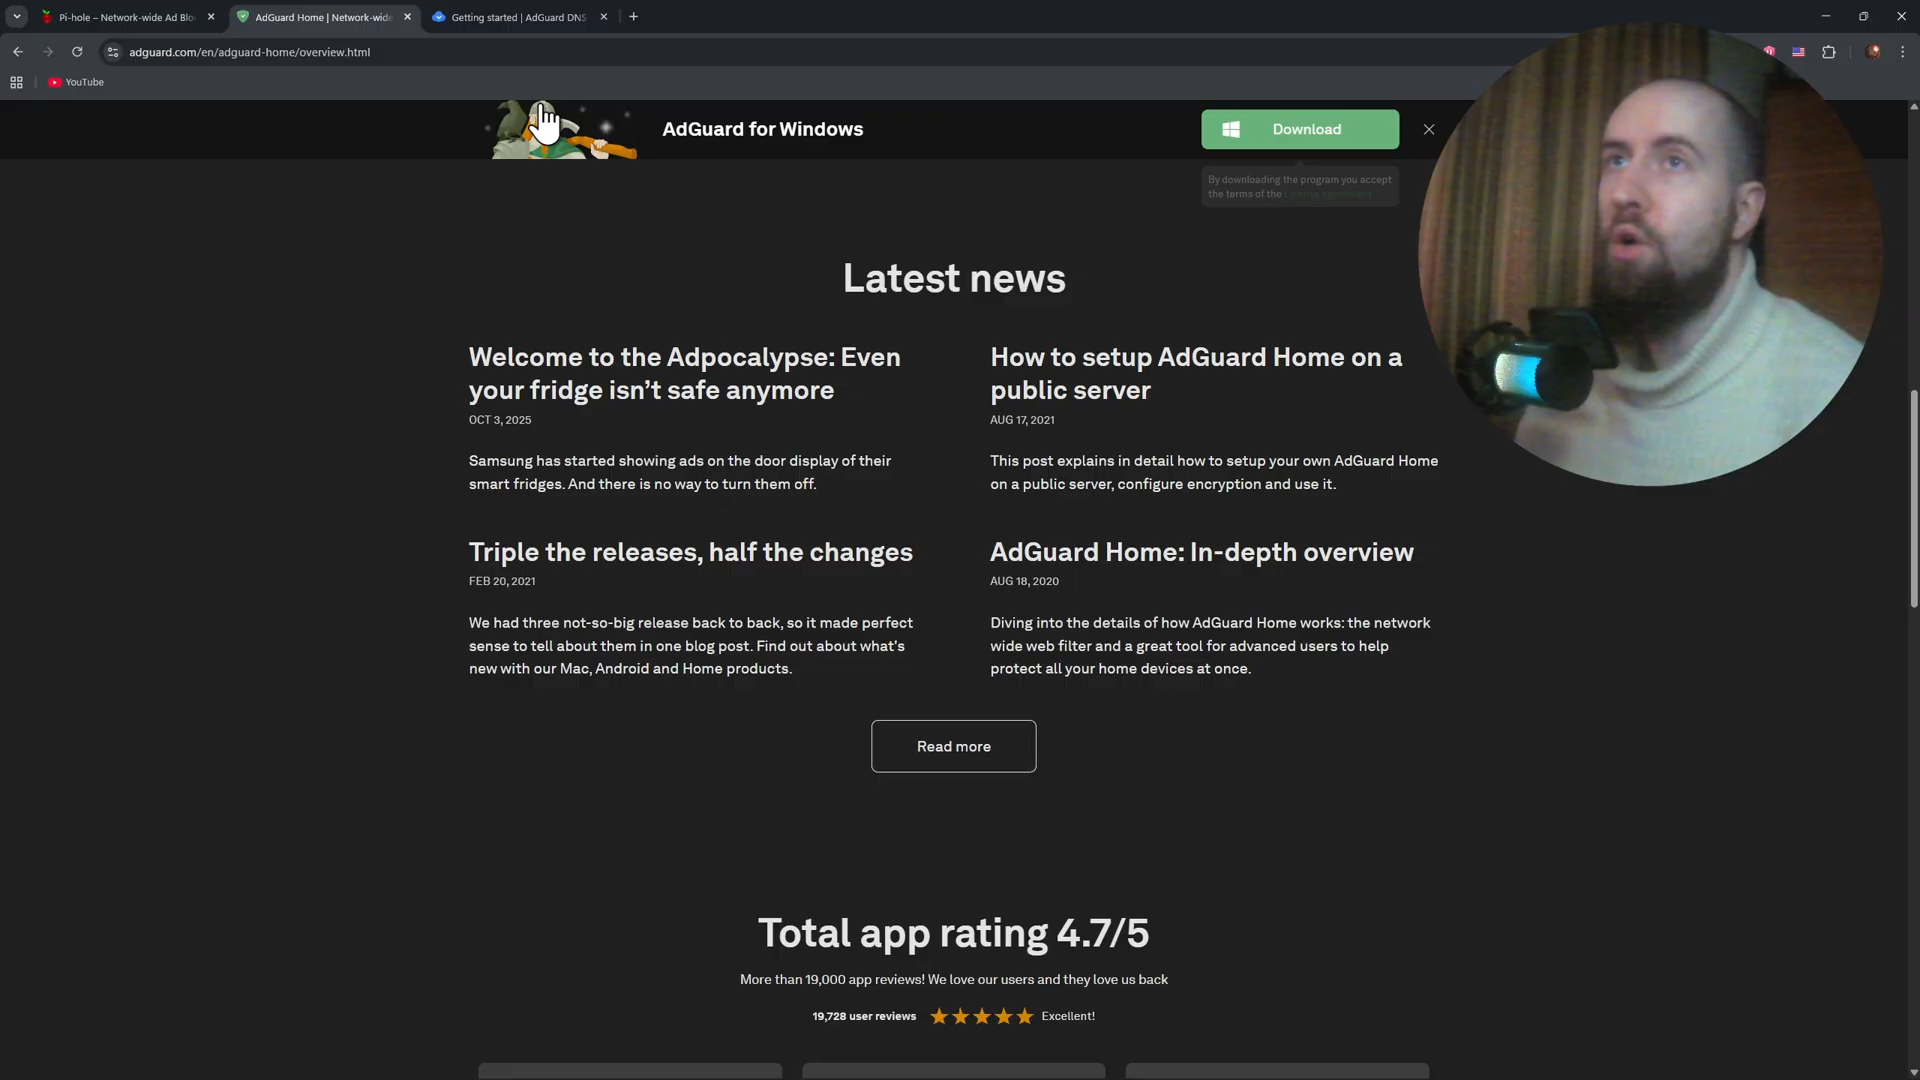 Pi-hole – Network-wide Ad Blo
AdGuard Home | Network-wide
Getting started | AdGuard DNS
adguard.com/en/adguard-home/overview.html
YouTube
AdGuard for Windows
Download
By downloading the program you accept
the terms of the License agreement
Latest news
Welcome to the Adpocalypse: Even
your fridge isn’t safe anymore
OCT 3, 2025
Samsung has started showing ads on the door display of their
smart fridges. And there is no way to turn them off.
How to setup AdGuard Home on a
public server
AUG 17, 2021
This post explains in detail how to setup your own AdGuard Home
on a public server, configure encryption and use it.
Triple the releases, half the changes
FEB 20, 2021
We had three not-so-big release back to back, so it made perfect
sense to tell about them in one blog post. Find out about what's
new with our Mac, Android and Home products.
AdGuard Home: In-depth overview
AUG 18, 2020
Diving into the details of how AdGuard Home works: the network
wide web filter and a great tool for advanced users to help
protect all your home devices at once.
Read more
Total app rating 4.7/5
More than 19,000 app reviews! We love our users and they love us back
19,728 user reviews
Excellent!